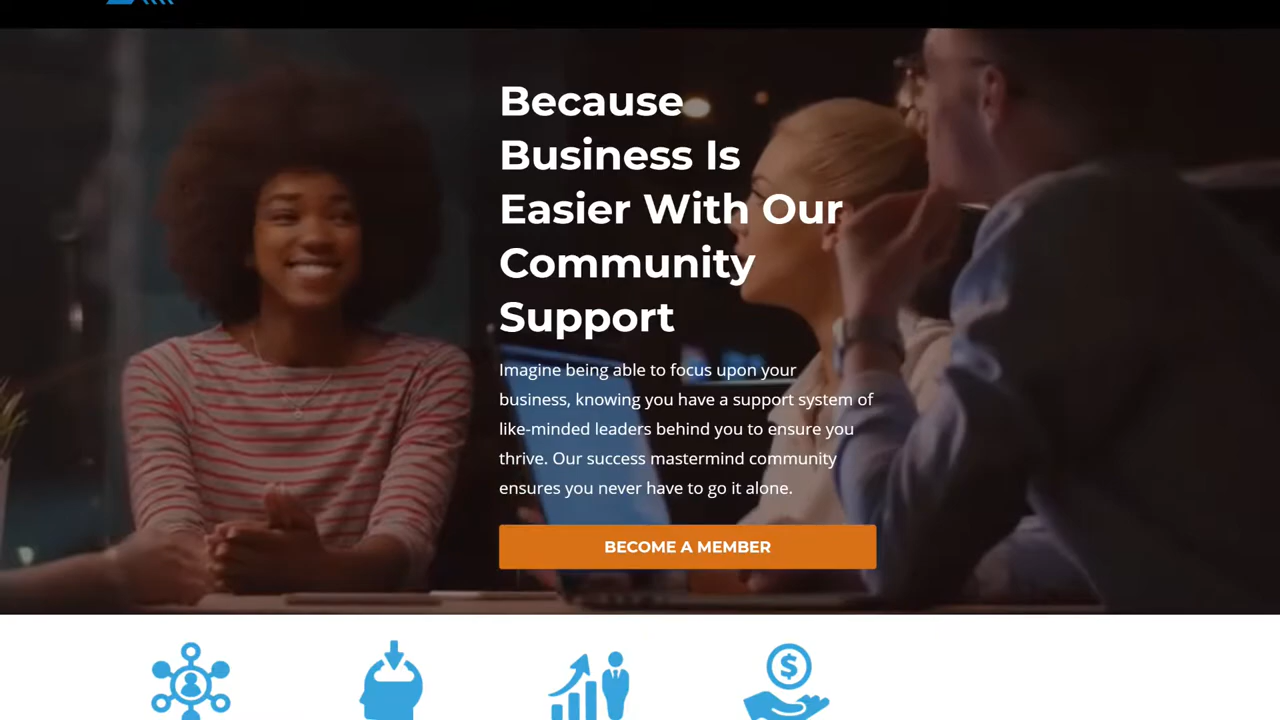 Because
Business Is
Easier With Our
Community
Support
Imagine being able to focus upon your
business, knowing you have a support system of
like-minded leaders behind you to ensure you
thrive. Our success mastermind community
ensures you never have to go it alone.
BECOME A MEMBER
$